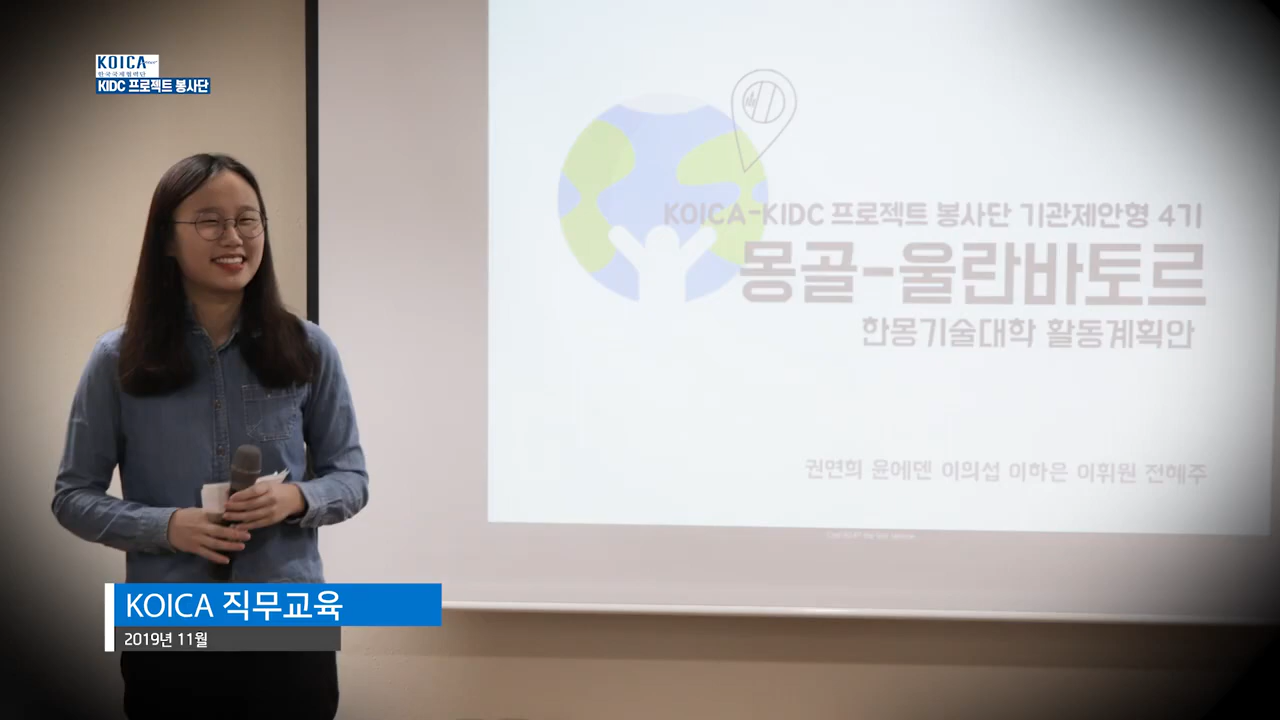 KOICA
한국국제협력단
KIDC 프로젝트 봉사단
KOICA-KIDC 프로젝트 봉사단 기관제안형 4기
몽골-울란바토르
한몽기술대학 활동계획안
권연희 윤에덴 이의섭 이하은 이휘원 전혜주
KOICA 직무교육
2019년 11월